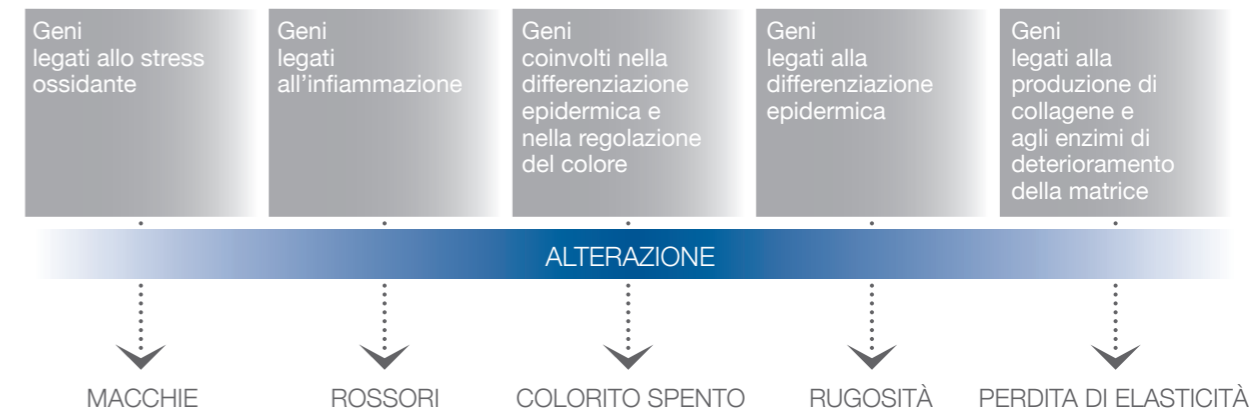 Geni
legati allo stress
ossidante
Geni
legati
all'infiammazione
Geni
coinvolti nella
differenziazione
epidermica e
nella regolazione
del colore
Geni
legati alla
differenziazione
epidermica
Geni
legati alla
produzione di
collagene e
agli enzimi di
deterioramento
della matrice
ALTERAZIONE
MACCHIE
ROSSORI
COLORITO SPENTO
RUGOSITÀ
PERDITA DI ELASTICITÀ